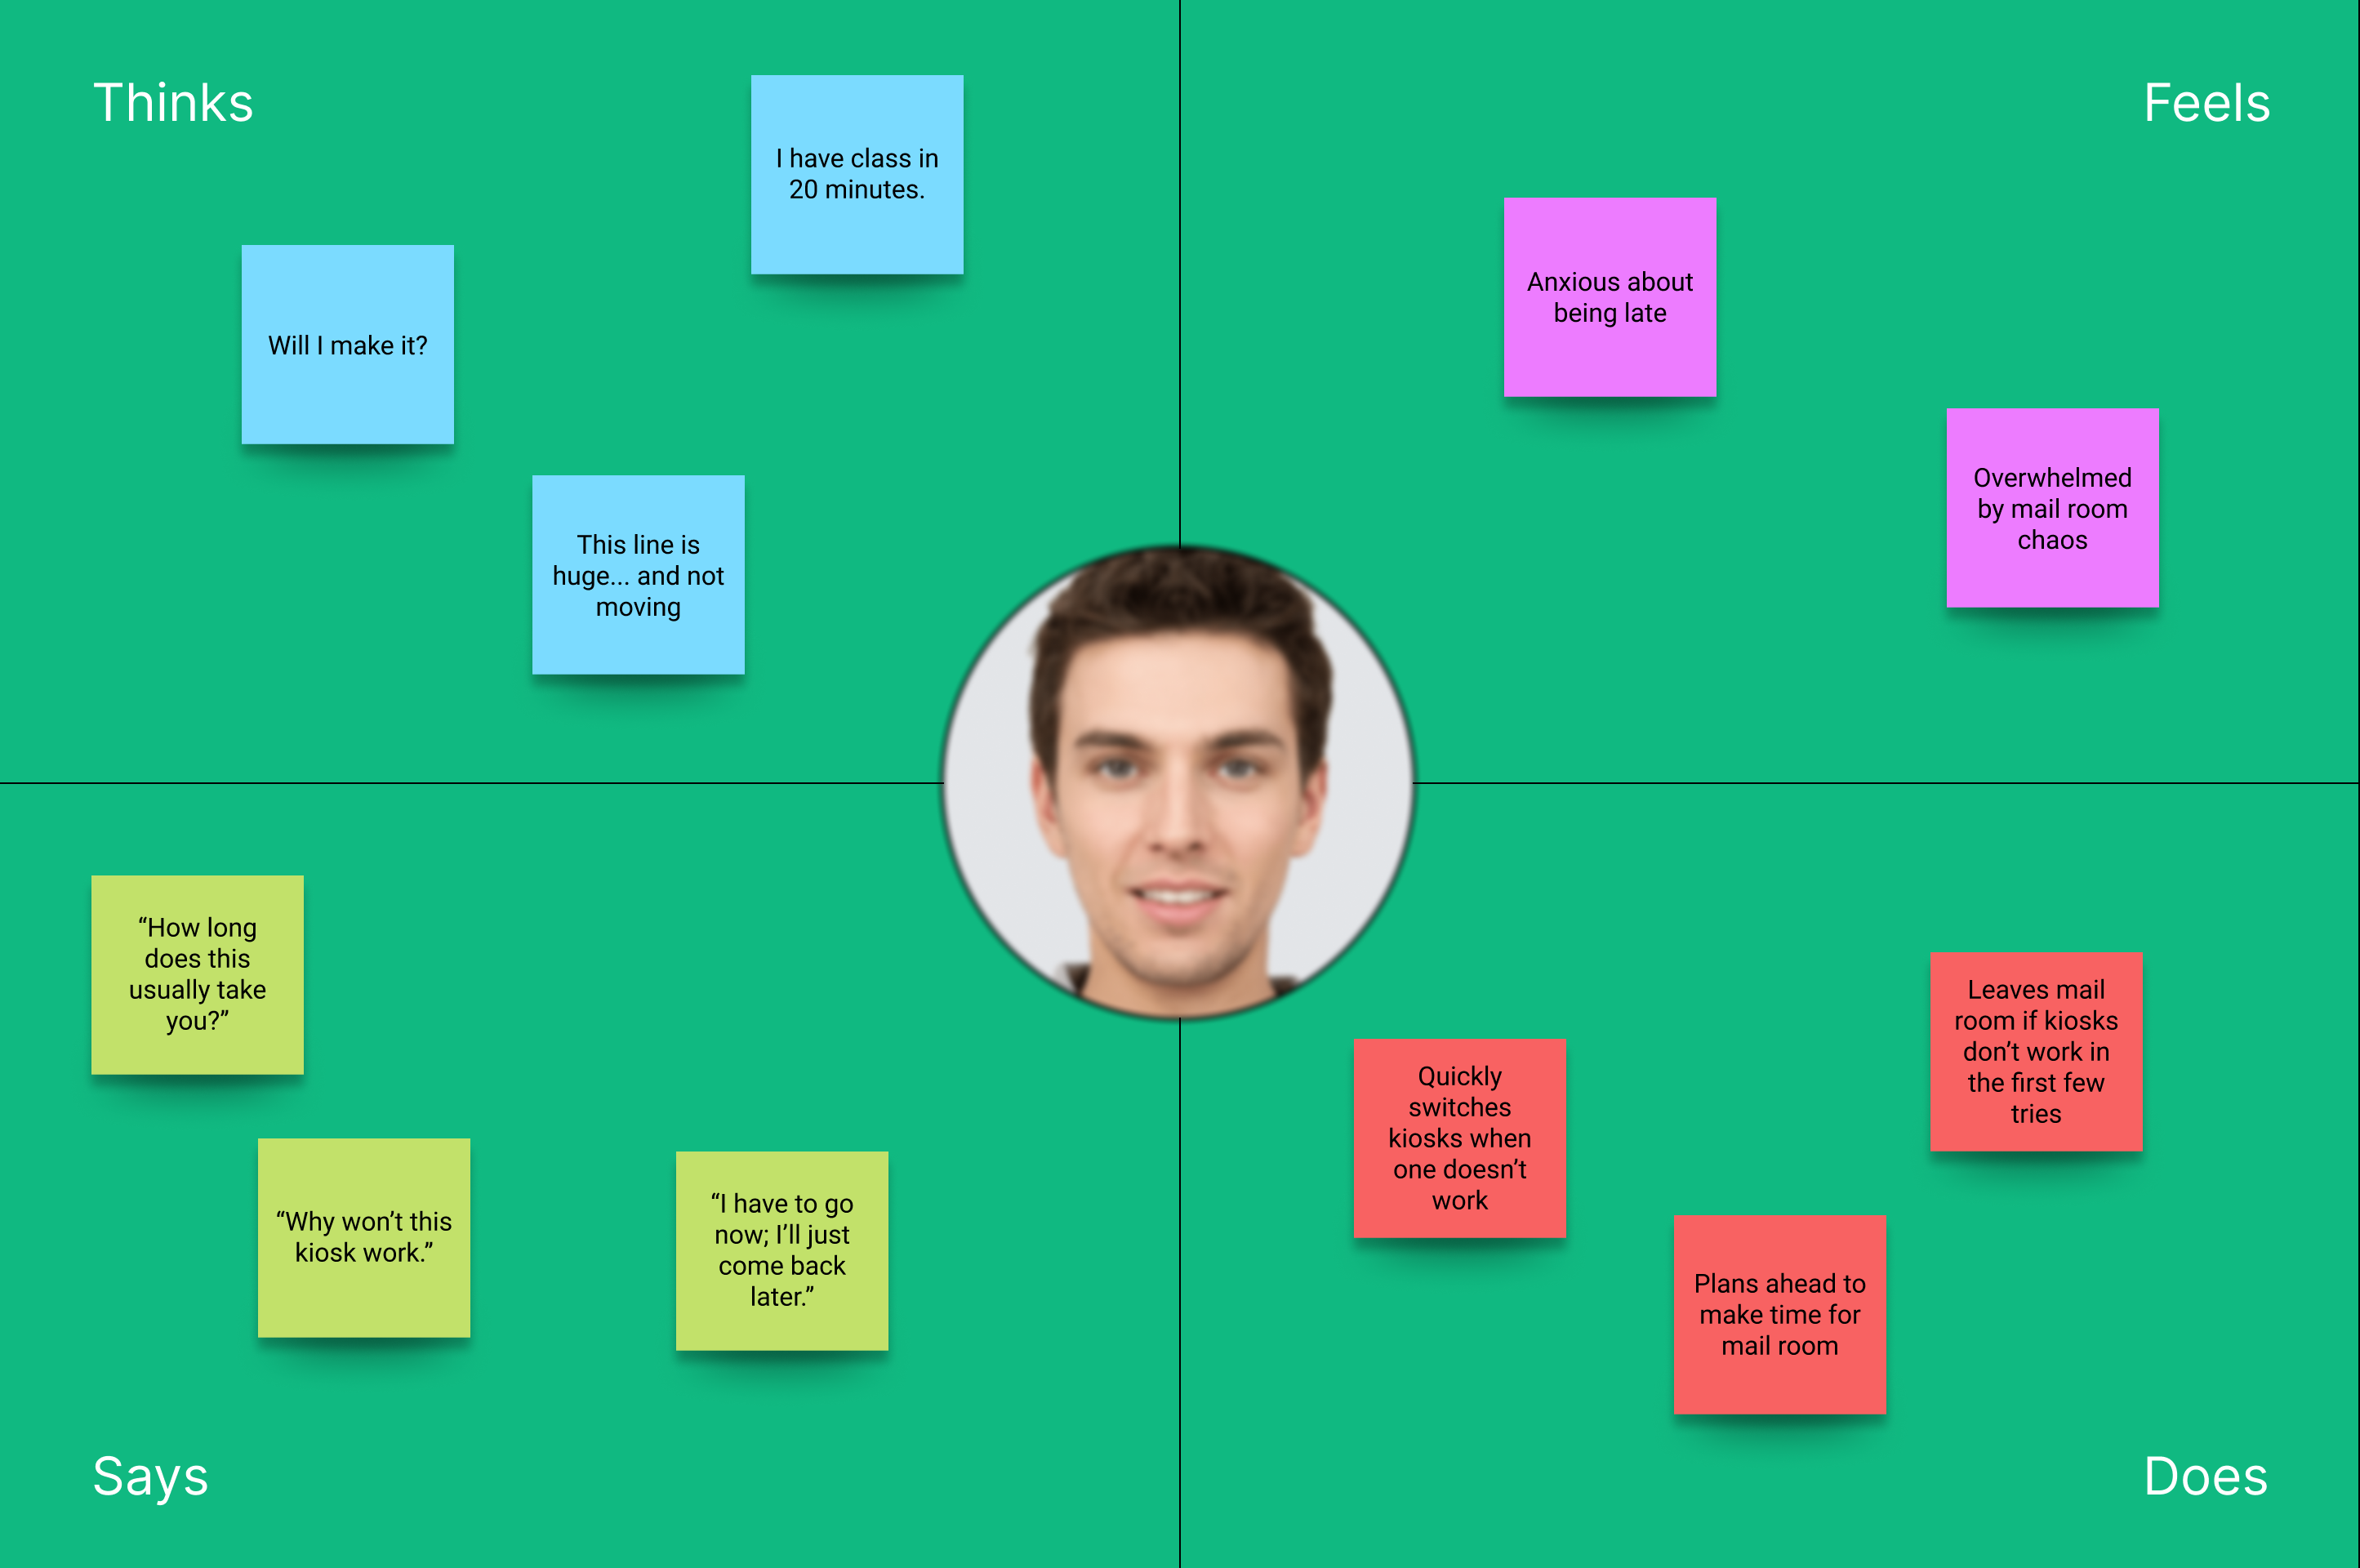 Thinks
I have class in
20 minutes.
Will I make it?
This line is
huge... and not
moving
Feels
Anxious about
being late
Overwhelmed
by mail room
chaos
“How long
does this
usually take
you?”
“Why won’t this
kiosk work.”
“I have to go
now; I’ll just
come back
later.”
Says
Quickly
switches
kiosks when
one doesn’t
work
Leaves mail
room if kiosks
don’t work in
the first few
tries
Plans ahead to
make time for
mail room
Does